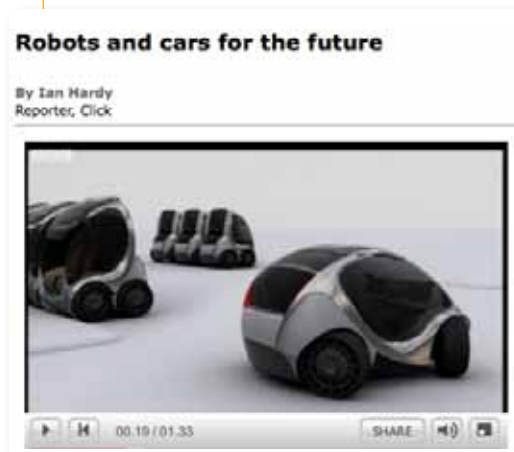 Robots and cars for the future
By Ian Hardy
Reporter, Click
00.19 / 01.33
SHARE